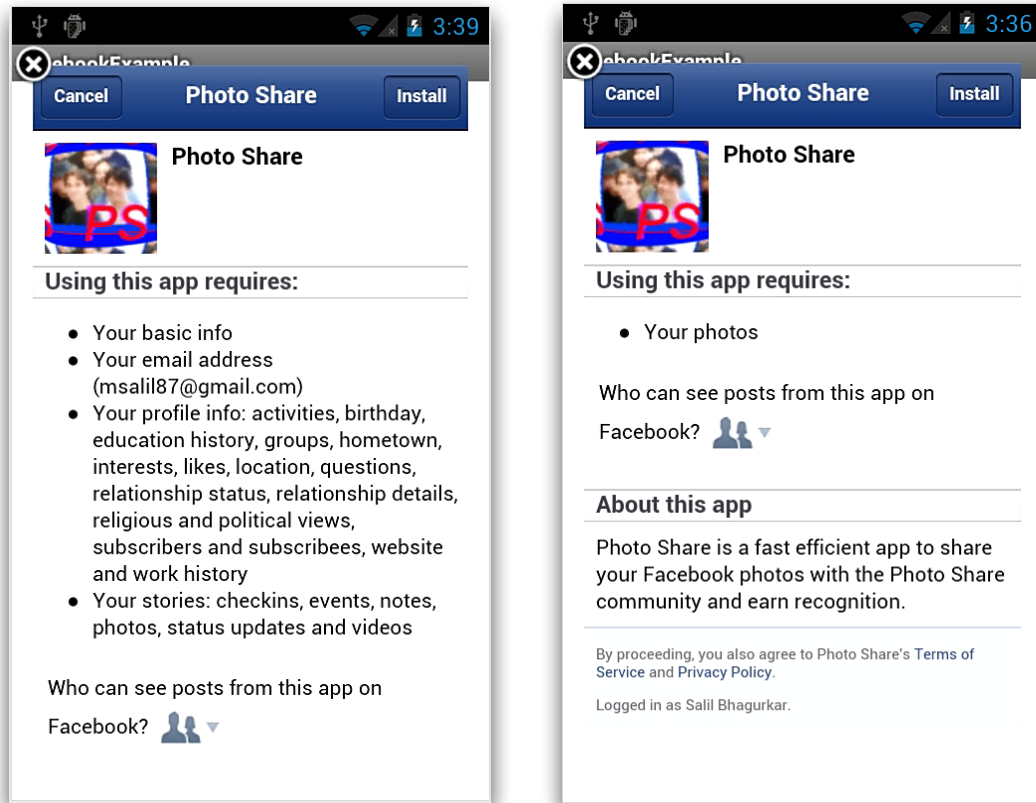 3:39
ebookExample
Cancel Photo Share Install
PS
Photo Share
Using this app requires:
● Your basic info
● Your email address
(msalil87@gmail.com)
● Your profile info: activities, birthday,
education history, groups, hometown,
interests, likes, location, questions,
relationship status, relationship details,
religious and political views,
subscribers and subscribees, website
and work history
● Your stories: checkins, events, notes,
photos, status updates and videos
Who can see posts from this app on
Facebook?
3:36
ebookExample
Cancel Photo Share Install
PS
Photo Share
Using this app requires:
● Your photos
Who can see posts from this app on
Facebook?
About this app
Photo Share is a fast efficient app to share
your Facebook photos with the Photo Share
community and earn recognition.
By proceeding, you also agree to Photo Share's Terms of
Service and Privacy Policy.
Logged in as Salil Bhagurkar.